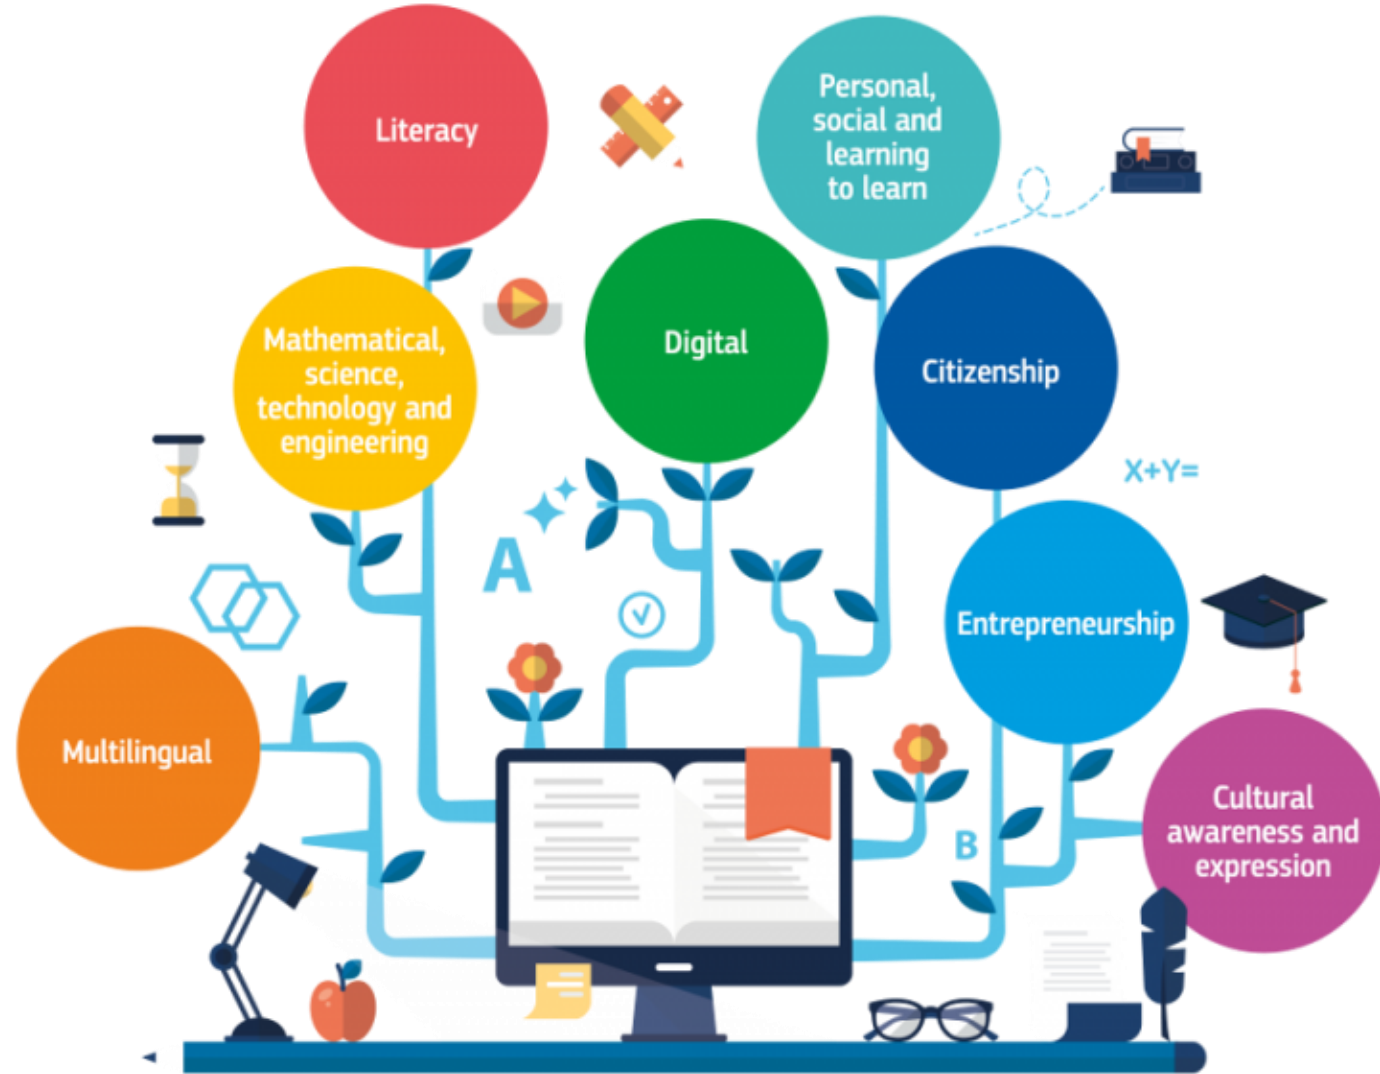 Literacy
Personal,
social and
learning
to learn
Mathematical,
science,
technology and
engineering
Digital
Citizenship
X+Y=
A
Entrepreneurship
Multilingual
B
Cultural
awareness and
expression